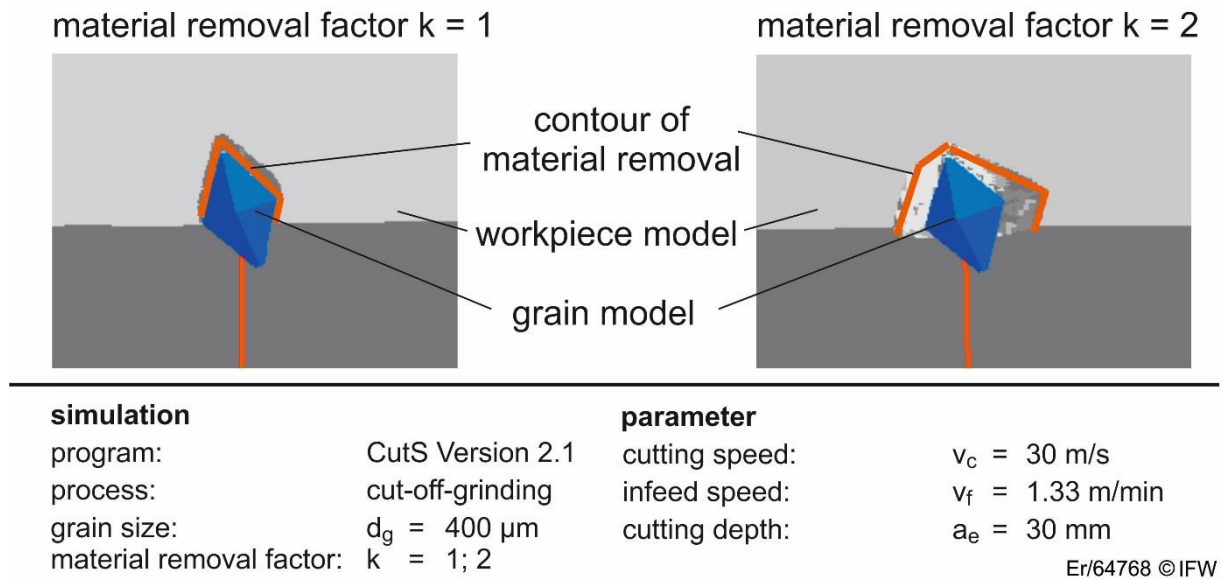 material removal factor k = 1
material removal factor k = 2
contour of
material removal
workpiece model
grain model
simulation
program: CutS Version 2.1
process: cut-off-grinding
grain size: dg = 400 µm
material removal factor: k = 1; 2
parameter
cutting speed: vc = 30 m/s
infeed speed: vf = 1.33 m/min
cutting depth: ae = 30 mm
Er/64768 © IFW